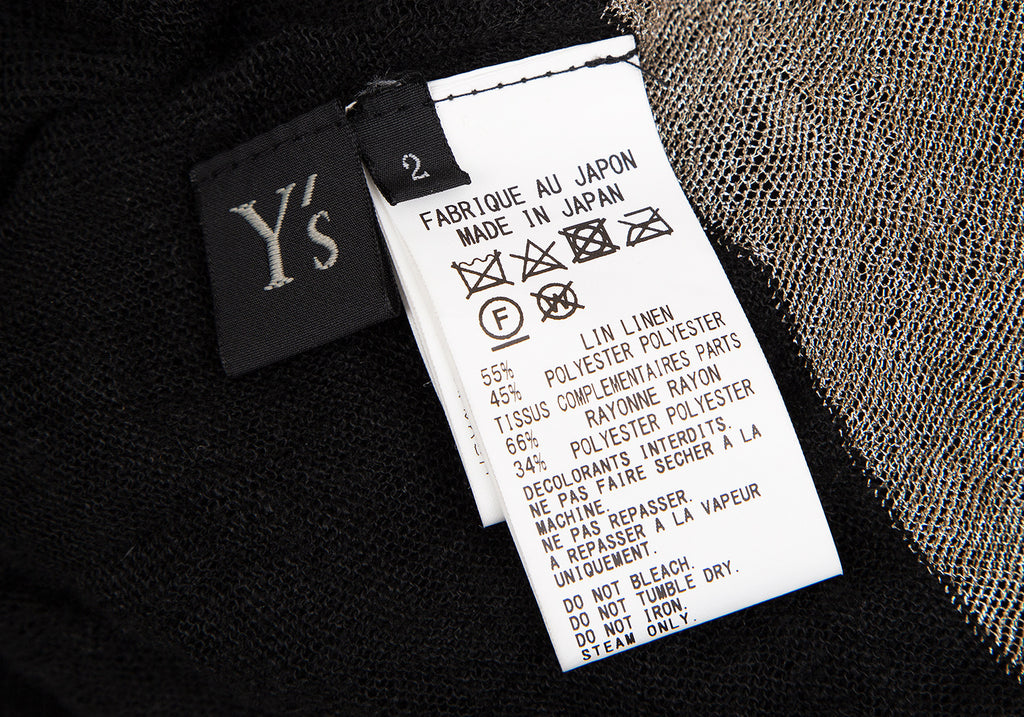 Y's
2
FABRIQUE AU JAPON
MADE IN JAPAN
F
W
LIN LINEN
55% POLYESTER POLYESTER
45%
TISSUS COMPLEMENTAIRES PARTS
RAYONNE RAYON
66% POLYESTER POLYESTER
34%
DECOLORANTS INTERDITS.
NE PAS FAIRE SECHER A LA
MACHINE.
NE PAS REPASSER.
A REPASSER A LA VAPEUR
UNIQUEMENT.
DO NOT BLEACH.
DO NOT TUMBLE DRY.
DO NOT IRON.
STEAM ONLY.